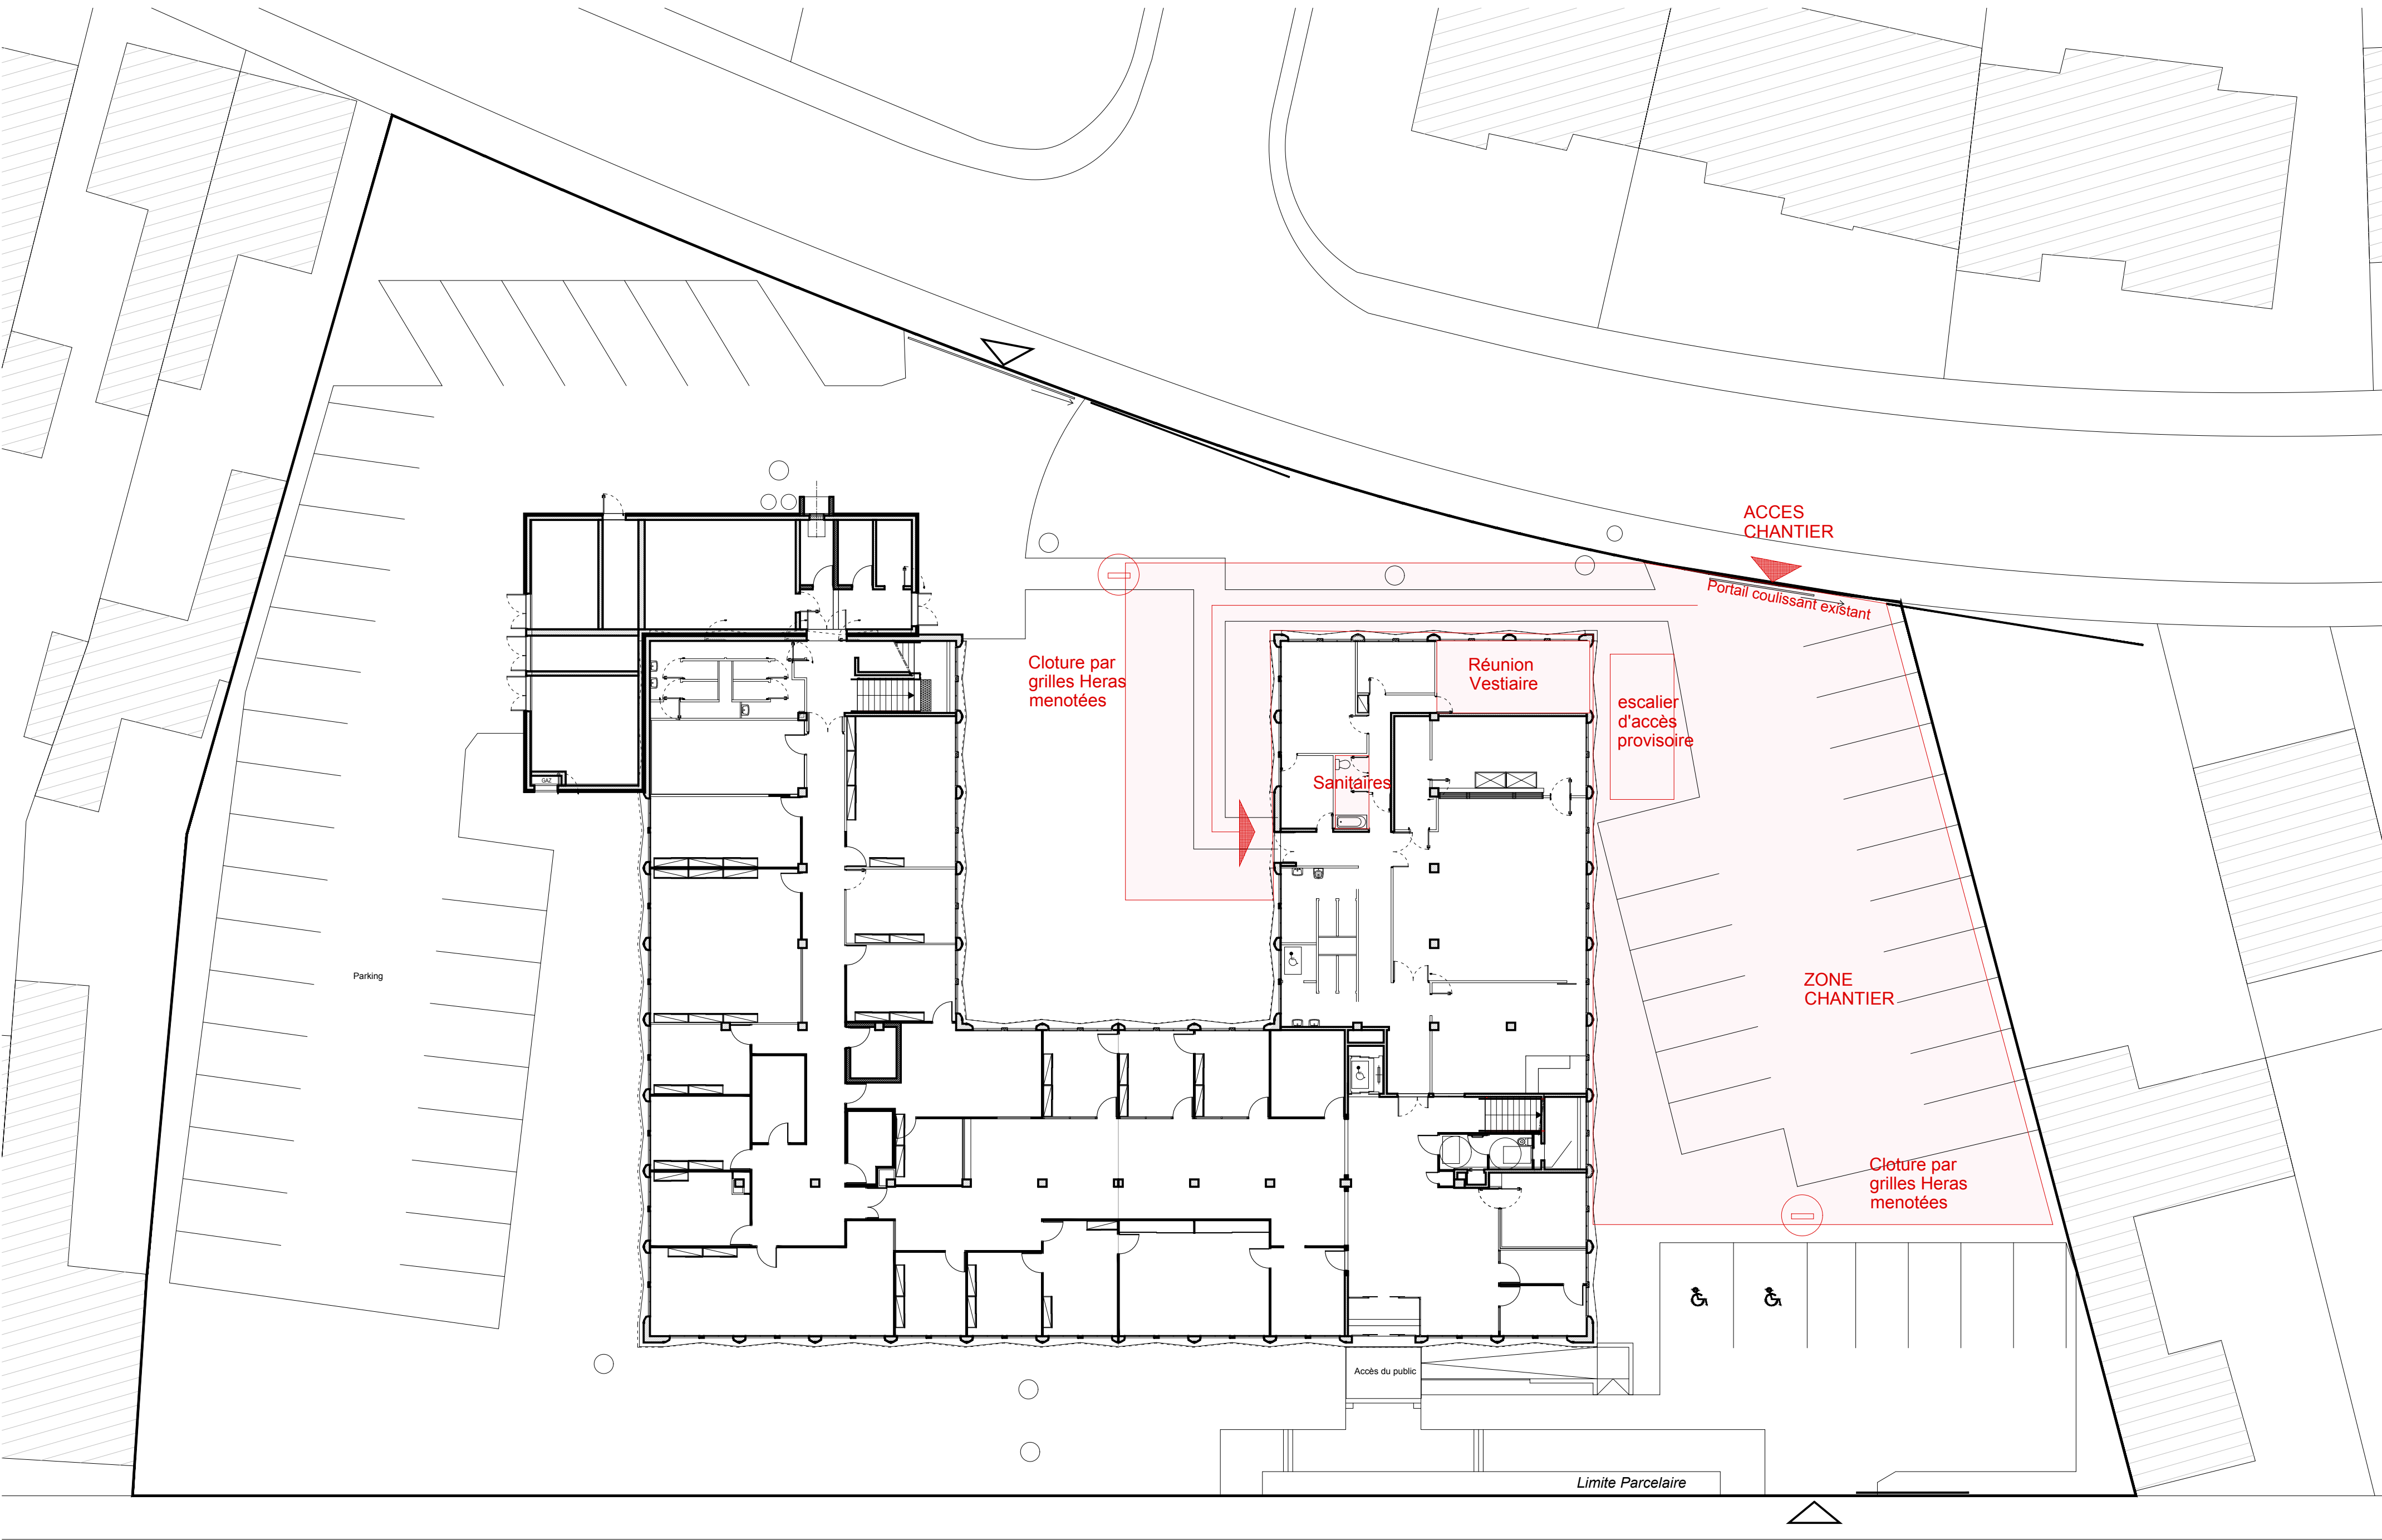 ACCES
CHANTIER
Portail coulissant existant
Cloture par
grilles Heras
menotées
Réunion
Vestiaire
escalier
d'accès
provisoire
Sanitaires
GAZ
Parking
ZONE
CHANTIER
Cloture par
grilles Heras
menotées
Accès du public
Limite Parcelaire